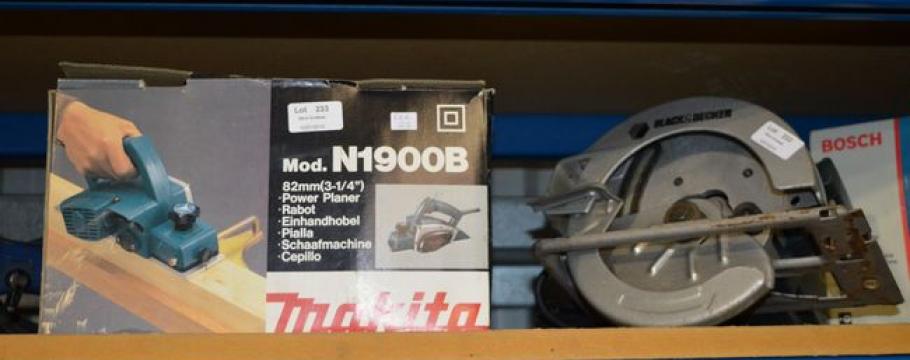 Lot 233
Mod. N1900B
82mm(3-1/4")
·Power Planer
·Rabot
·Einhandhobel
·Pialla
·Schaafmachine
·Cepillo
makita
BLACK&DECKER
Lot
BOSCH